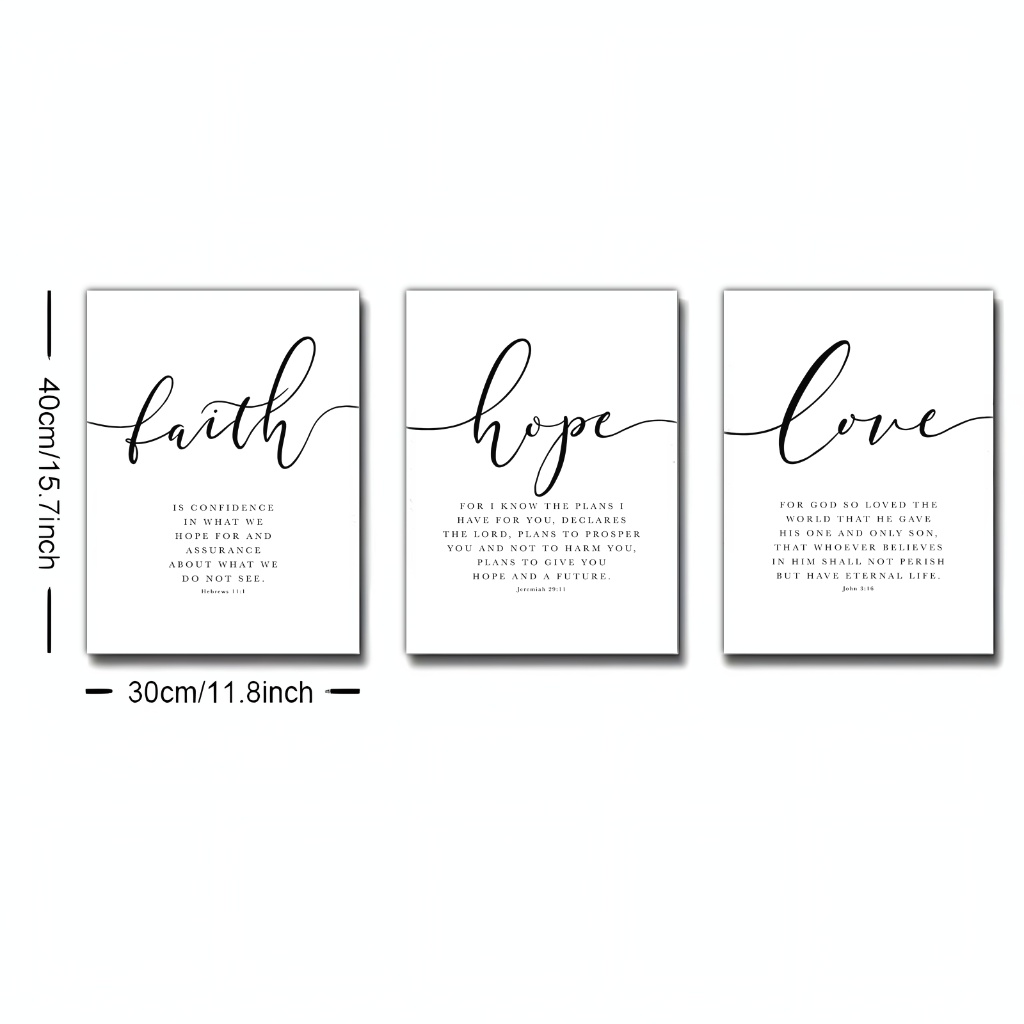 40cm/15.7inch
faith
IS CONFIDENCE
IN WHAT WE
HOPE FOR AND
ASSURANCE
ABOUT WHAT WE
DO NOT SEE.
Hebrews 11:1
hope
FOR I KNOW THE PLANS I
HAVE FOR YOU, DECLARES
THE LORD, PLANS TO PROSPER
YOU AND NOT TO HARM YOU,
PLANS TO GIVE YOU
HOPE AND A FUTURE.
Jeremiah 29:11
love
FOR GOD SO LOVED THE
WORLD THAT HE GAVE
HIS ONE AND ONLY SON,
THAT WHOEVER BELIEVES
IN HIM SHALL NOT PERISH
BUT HAVE ETERNAL LIFE.
John 3:16
30cm/11.8inch